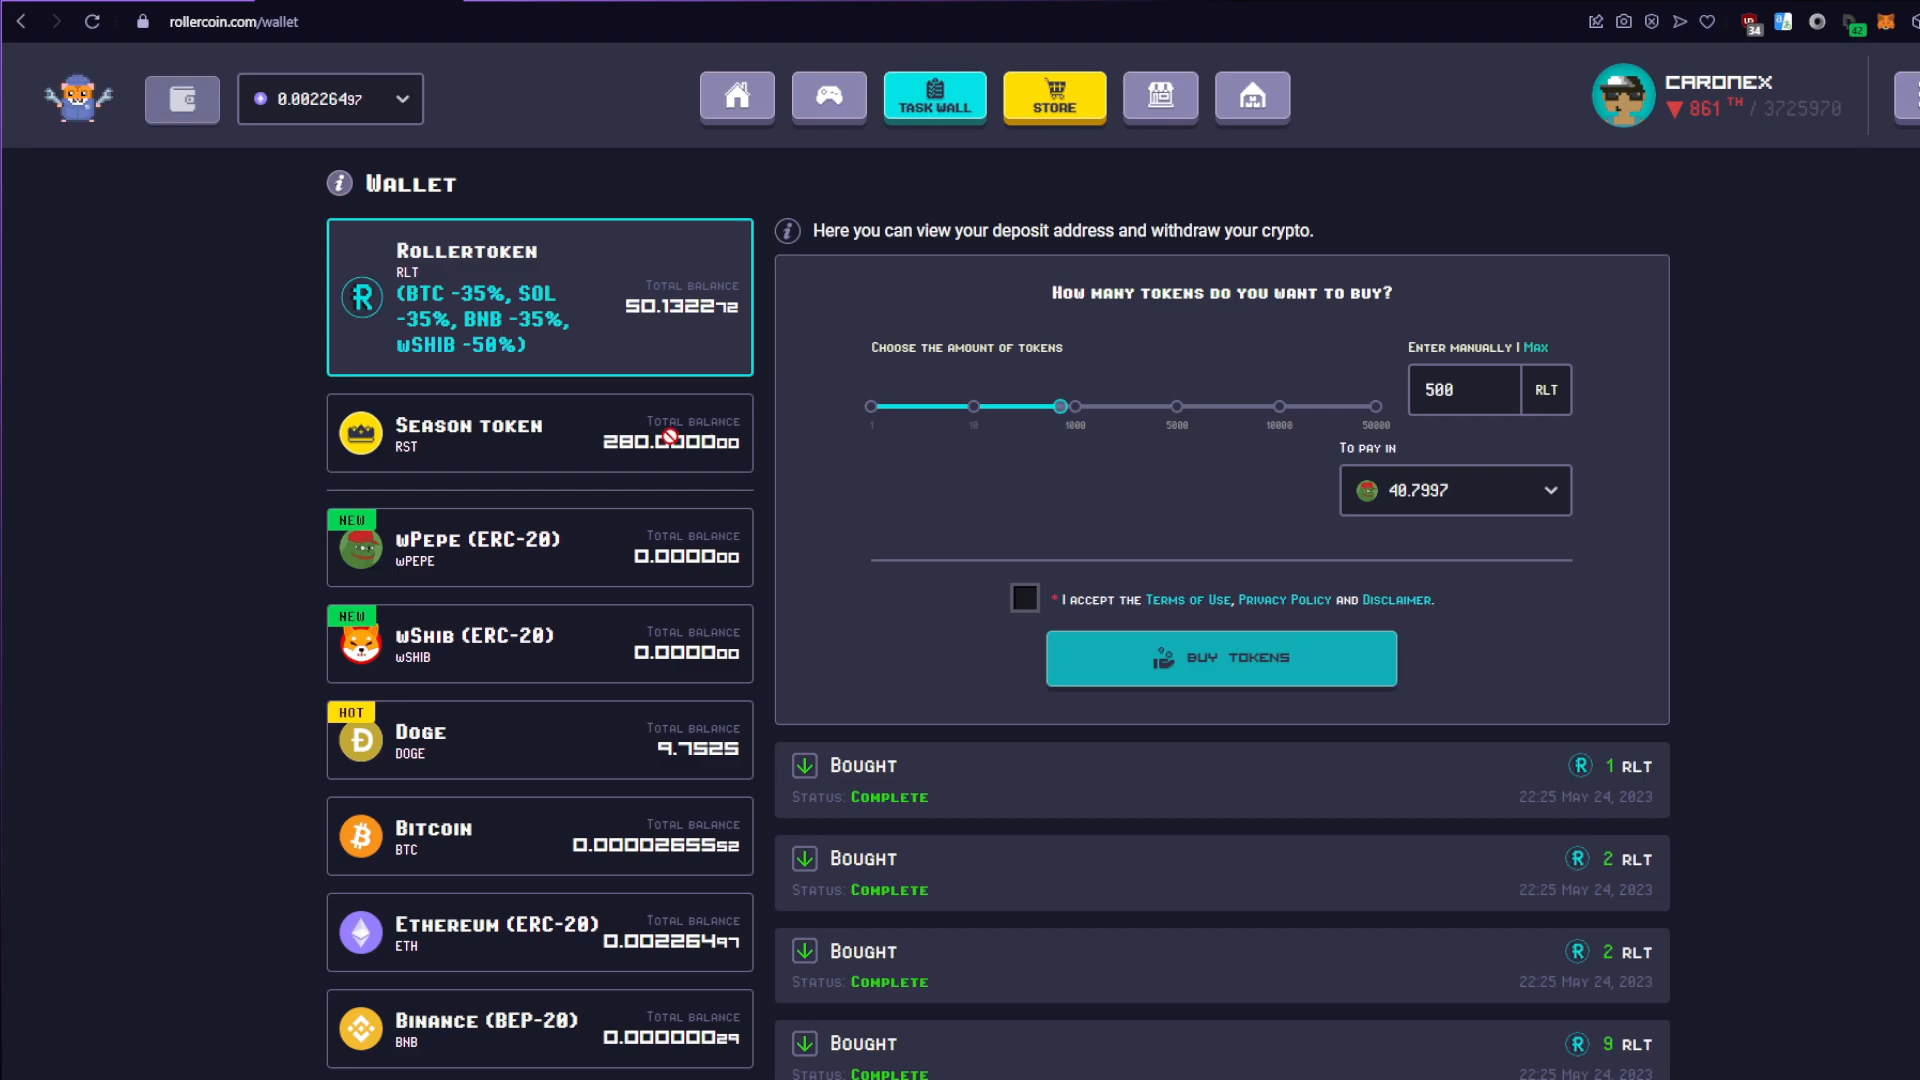 rollercoin.com/wallet
34
42
0.00226497
TASK WALL
STORE
CARONEX
861 TH / 3725970
WALLET
ROLLERTOKEN
RLT
(BTC -35%, SOL
-35%, BNB -35%,
wSHIB -50%)
TOTAL BALANCE
50.132272
SEASON TOKEN
RST
TOTAL BALANCE
280.000000
NEW
wPEPE (ERC-20)
wPEPE
TOTAL BALANCE
0.000000
NEW
wSHIB (ERC-20)
wSHIB
TOTAL BALANCE
0.000000
HOT
DOGE
DOGE
TOTAL BALANCE
9.7525
BITCOIN
BTC
TOTAL BALANCE
0.0000265552
ETHEREUM (ERC-20)
ETH
TOTAL BALANCE
0.00226497
BINANCE (BEP-20)
BNB
TOTAL BALANCE
0.00000029
Here you can view your deposit address and withdraw your crypto.
HOW MANY TOKENS DO YOU WANT TO BUY?
CHOOSE THE AMOUNT OF TOKENS
1
10
1000
5000
10000
50000
ENTER MANUALLY | MAX
500
RLT
TO PAY IN
40.7997
* I ACCEPT THE TERMS OF USE, PRIVACY POLICY AND DISCLAIMER.
BUY TOKENS
BOUGHT
1 RLT
STATUS: COMPLETE
22:25 MAY 24, 2023
BOUGHT
2 RLT
STATUS: COMPLETE
22:25 MAY 24, 2023
BOUGHT
2 RLT
STATUS: COMPLETE
22:25 MAY 24, 2023
BOUGHT
9 RLT
STATUS: COMPLETE
22:25 MAY 24, 2023